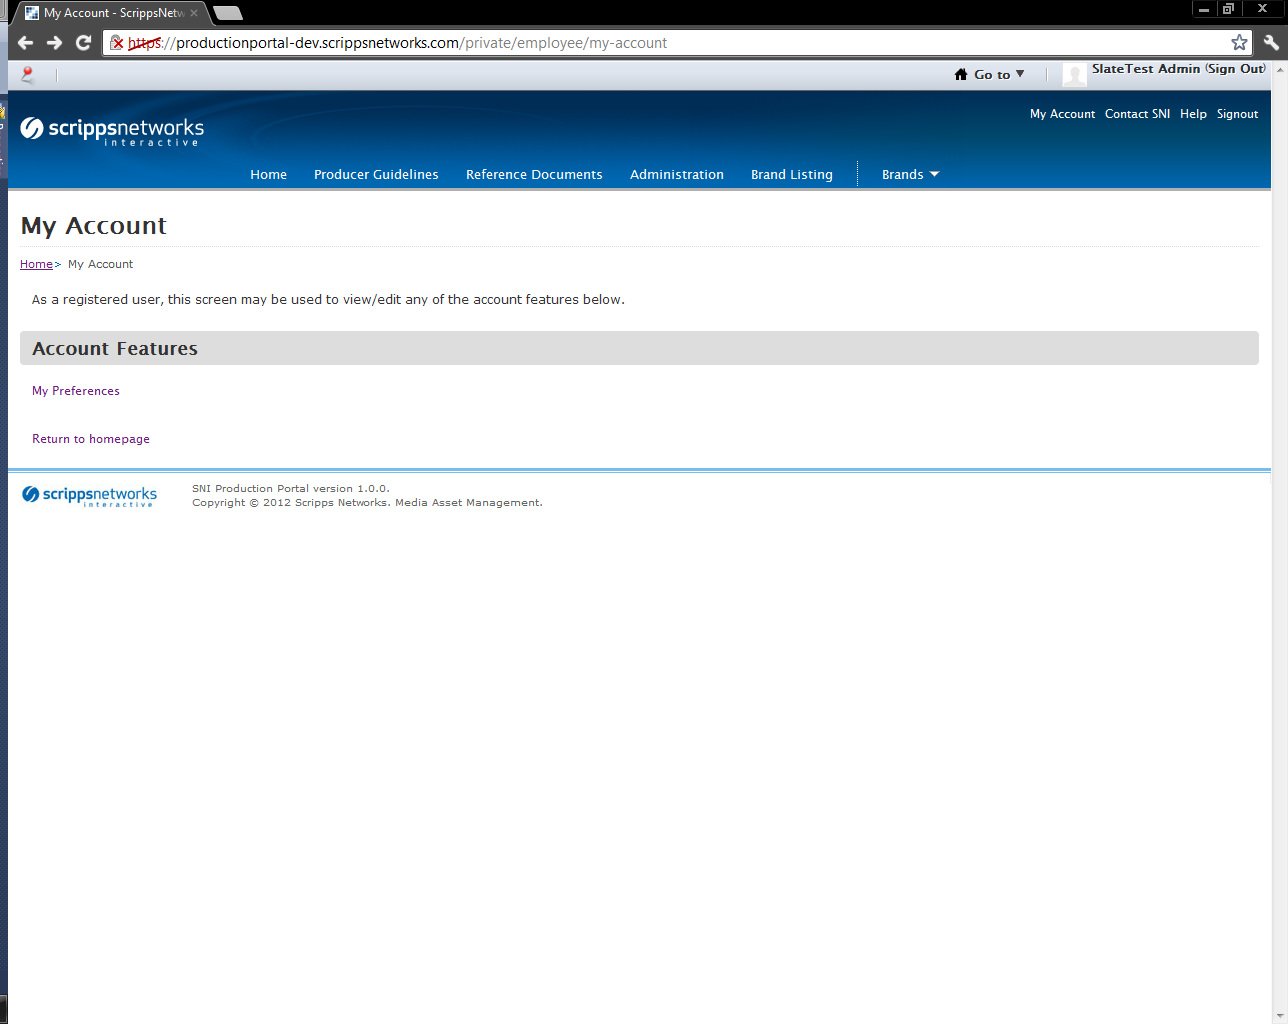 My Account - ScrippsNetw
https://productionportal-dev.scrippsnetworks.com/private/employee/my-account
Go to
SlateTest Admin (Sign Out)
scrippsnetworks
interactive
My Account Contact SNI Help Signout
Home Producer Guidelines Reference Documents Administration Brand Listing Brands
My Account
Home> My Account
As a registered user, this screen may be used to view/edit any of the account features below.
Account Features
My Preferences
Return to homepage
scrippsnetworks
interactive
SNI Production Portal version 1.0.0.
Copyright © 2012 Scripps Networks. Media Asset Management.